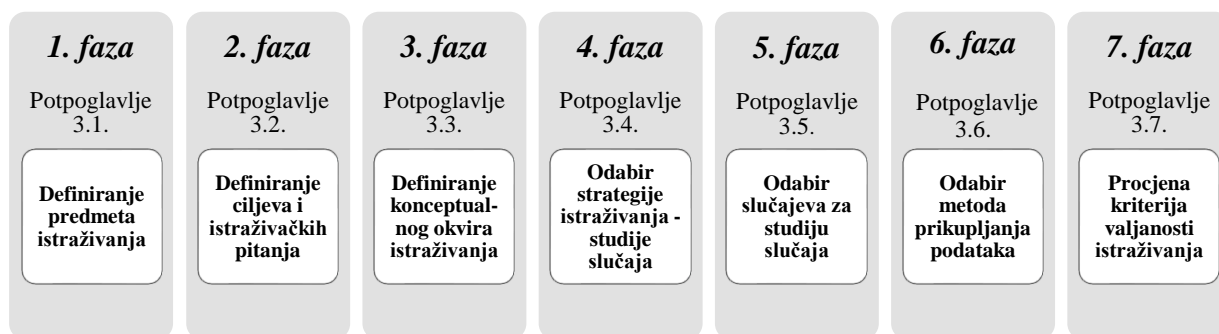 1. faza
Potpoglavlje
3.1.
Definiranje
predmeta
istraživanja
2. faza
Potpoglavlje
3.2.
Definiranje
ciljeva i
istraživačkih
pitanja
3. faza
Potpoglavlje
3.3.
Definiranje
konceptual-
nog okvira
istraživanja
4. faza
Potpoglavlje
3.4.
Odabir
strategije
istraživanja -
studije
slučaja
5. faza
Potpoglavlje
3.5.
Odabir
slučajeva za
studiju
slučaja
6. faza
Potpoglavlje
3.6.
Odabir
metoda
prikupljanja
podataka
7. faza
Potpoglavlje
3.7.
Procjena
kriterija
valjanosti
istraživanja